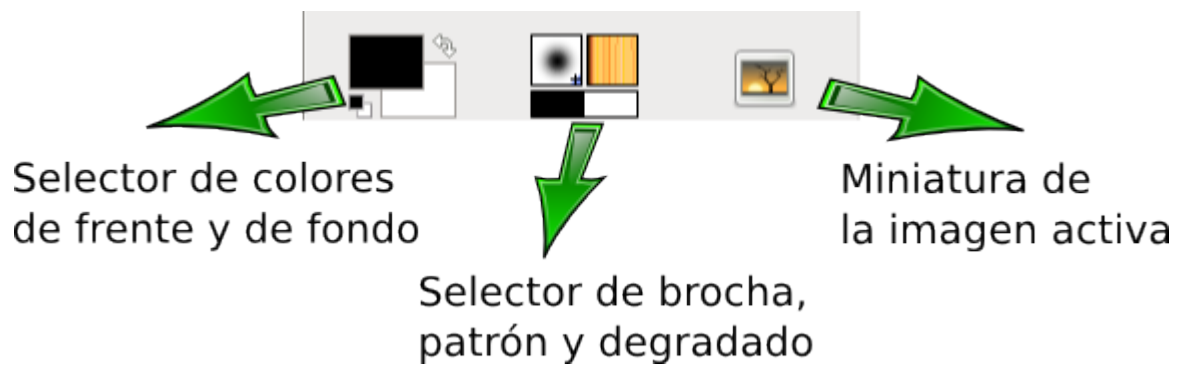 Selector de colores
de frente y de fondo
Selector de brocha,
patrón y degradado
Miniatura de
la imagen activa